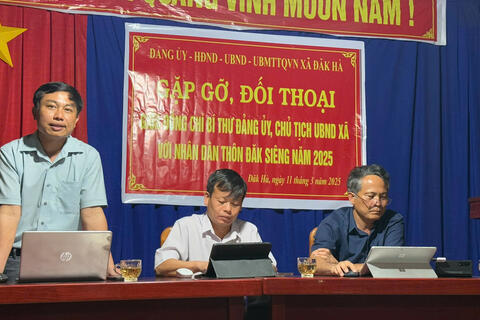 QUANG VINH MUÔN NĂM !
ĐẢNG ỦY - HĐND - UBND - UBMTTQVN XÃ ĐĂK HÀ
GẶP GỠ, ĐỐI THOẠI
ĐỒNG CHÍ BÍ THƯ ĐẢNG ỦY, CHỦ TỊCH UBND XÃ
VỚI NHÂN DÂN THÔN ĐĂK SIÊNG NĂM 2025
Đăk Hà, ngày 11 tháng 3 năm 2025